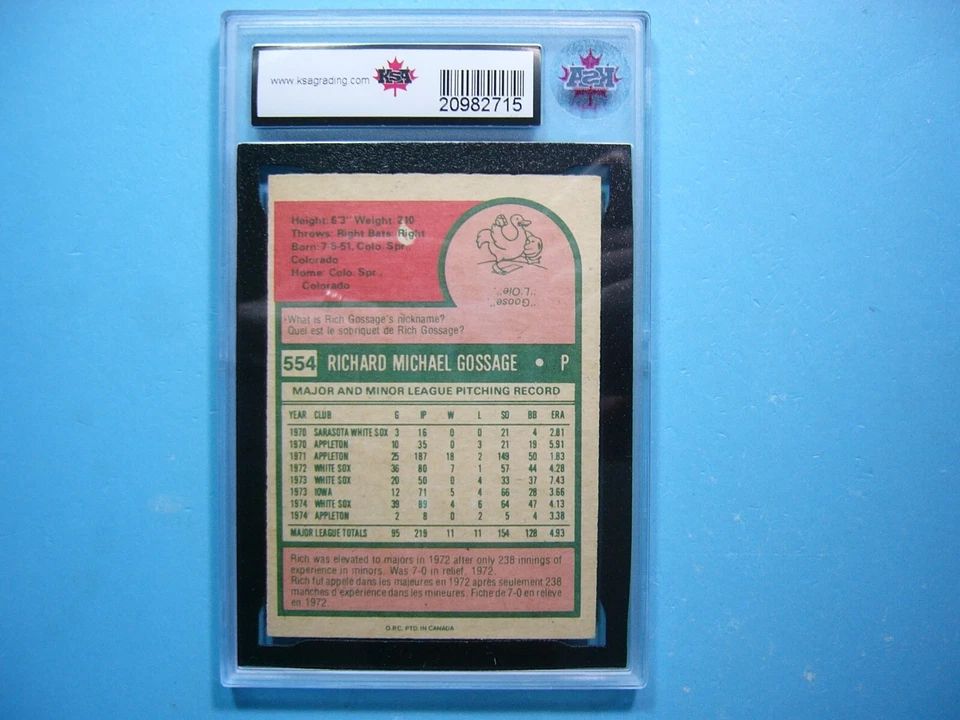 www.ksagrading.com KSA
20982715
KSA
Height: 6'3" Weight: 210
Throws: Right Bats: Right
Born: 7-5-51, Colo. Spr.
Colorado
Home: Colo. Spr.,
Colorado
"Goose".
"L'Oie".
What is Rich Gossage's nickname?
Quel est le sobriquet de Rich Gossage?
554 RICHARD MICHAEL GOSSAGE • P
MAJOR AND MINOR LEAGUE PITCHING RECORD
YEAR CLUB G IP W L SO BB ERA
1970 SARASOTA WHITE SOX 3 16 0 0 21 4 2.81
1970 APPLETON 10 35 0 3 21 19 5.91
1971 APPLETON 25 187 18 2 149 50 1.83
1972 WHITE SOX 36 80 7 1 57 44 4.28
1973 WHITE SOX 20 50 0 4 33 37 7.43
1973 IOWA 12 71 5 4 66 28 3.66
1974 WHITE SOX 39 89 4 6 64 47 4.13
1974 APPLETON 2 8 0 2 5 4 3.38
MAJOR LEAGUE TOTALS 95 219 11 11 154 128 4.93
Rich was elevated to majors in 1972 after only 238 innings of
experience in minors. Was 7-0 in relief, 1972.
Rich fut appelé dans les majeures en 1972 après seulement 238
manches d'expérience dans les mineures. Fiche de 7-0 en relève
en 1972
O.P.C. PTD. IN CANADA